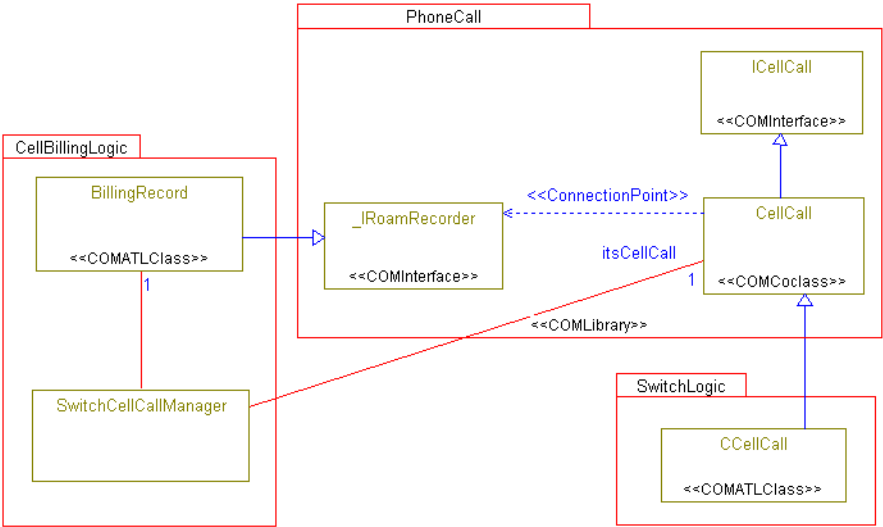 PhoneCall
ICellCall
<<COMInterface>>
CellBillingLogic
BillingRecord
<<COMATLClass>>
1
_IRoamRecorder
<<COMInterface>>
<<ConnectionPoint>>
CellCall
<<COMCoclass>>
itsCellCall
1
<<COMLibrary>>
SwitchCellCallManager
SwitchLogic
CCellCall
<<COMATLClass>>